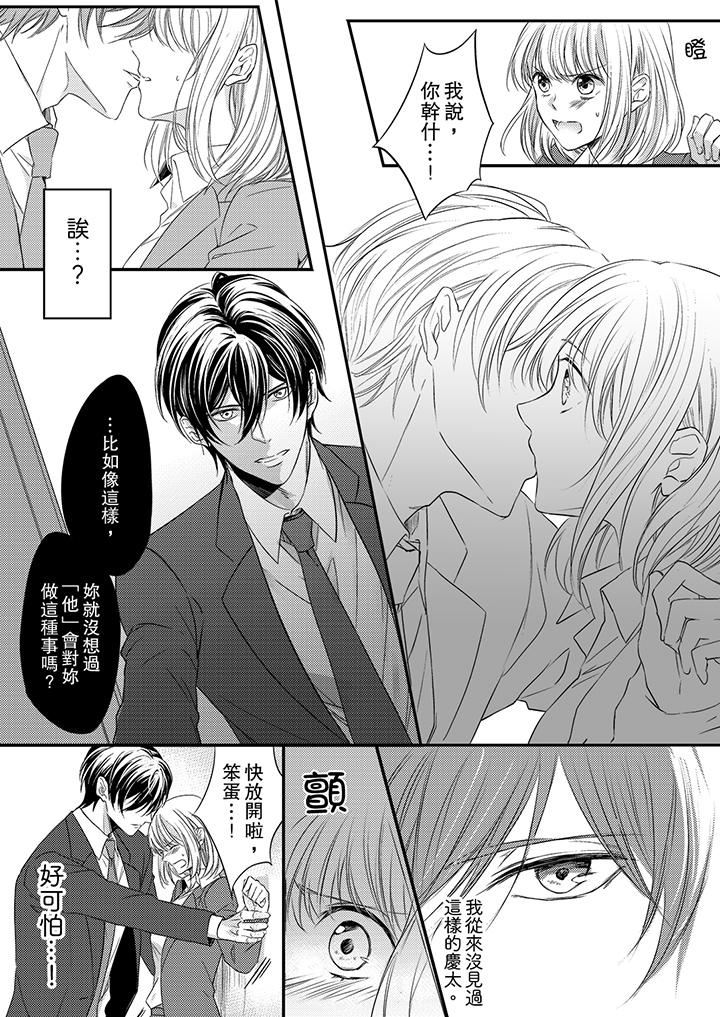 瞪
我說，
你幹什…！
誒…？
…比如像這樣，
妳就沒想過
「他」會對妳
做這種事嗎？
我從來沒見過
這樣的慶太。
顫
快放開啦，
笨蛋…！
好可怕…！